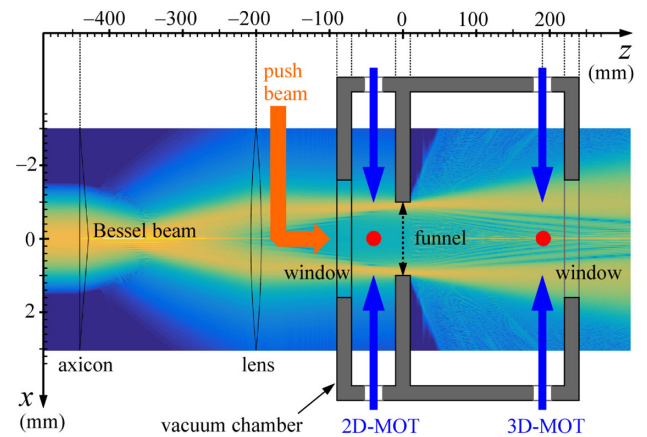 −400 −300 −200 −100 0 100 200
z
(mm)
push
beam
−2
0
2
Bessel beam
funnel
window
window
axicon
lens
x
(mm)
vacuum chamber
2D-MOT
3D-MOT